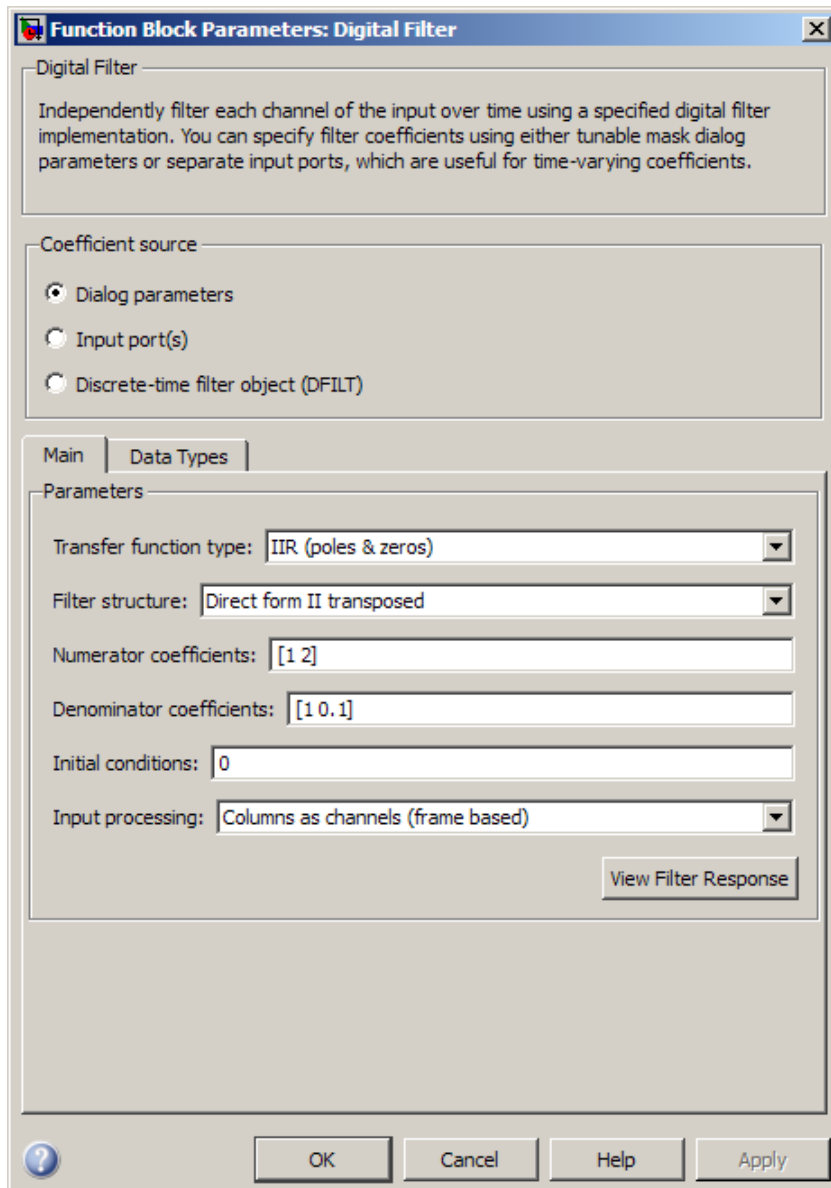 Function Block Parameters: Digital Filter
Digital Filter
Independently filter each channel of the input over time using a specified digital filter
implementation. You can specify filter coefficients using either tunable mask dialog
parameters or separate input ports, which are useful for time-varying coefficients.
Coefficient source
Dialog parameters
Input port(s)
Discrete-time filter object (DFILT)
Main Data Types
Parameters
Transfer function type: IIR (poles & zeros)
Filter structure: Direct form II transposed
Numerator coefficients: [1 2]
Denominator coefficients: [1 0.1]
Initial conditions: 0
Input processing: Columns as channels (frame based)
View Filter Response
? OK Cancel Help Apply